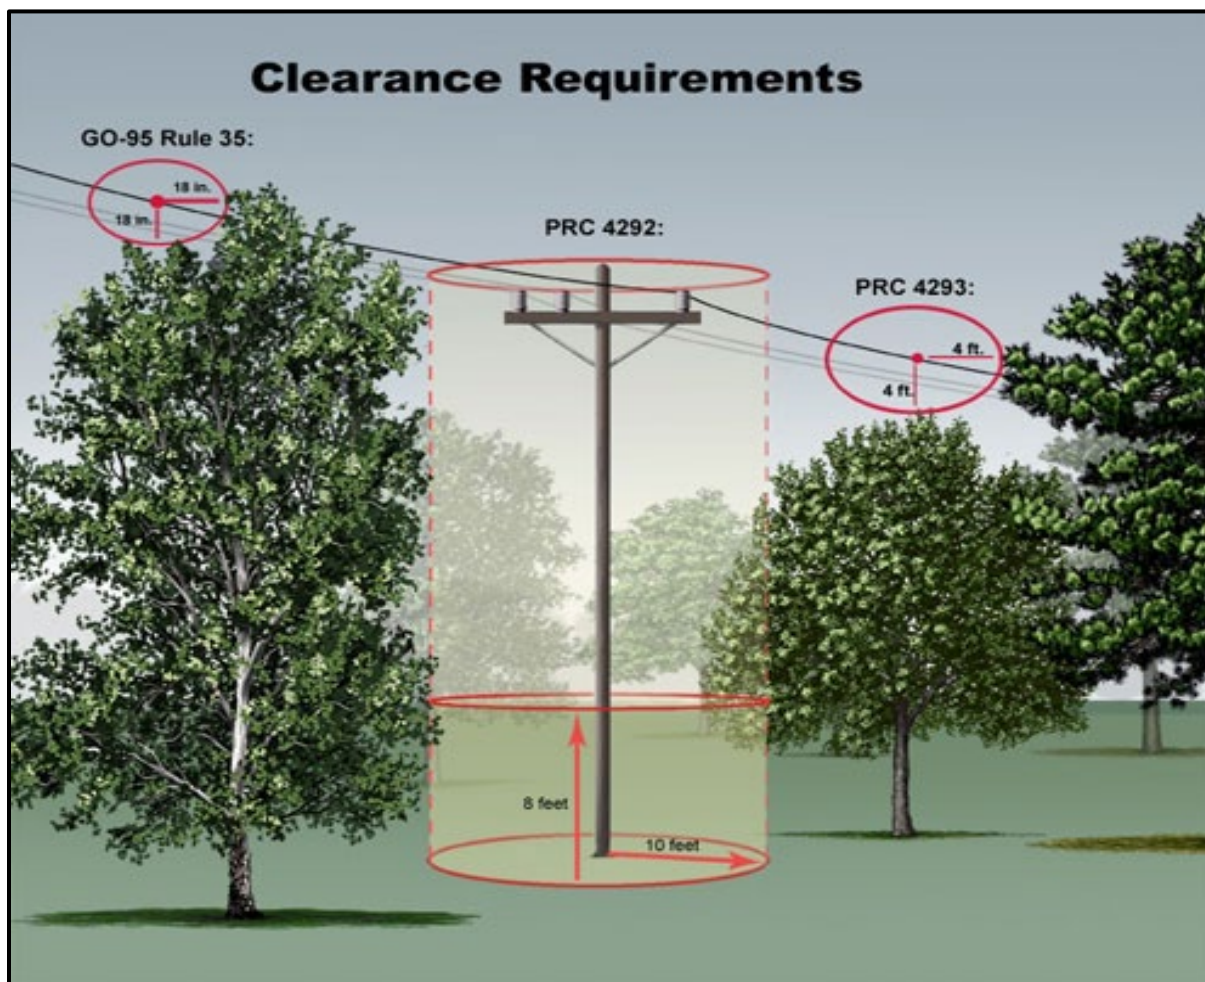 Clearance Requirements
GO-95 Rule 35:
18 in.
18 in.
PRC 4292:
PRC 4293:
4 ft.
4 ft.
8 feet
10 feet